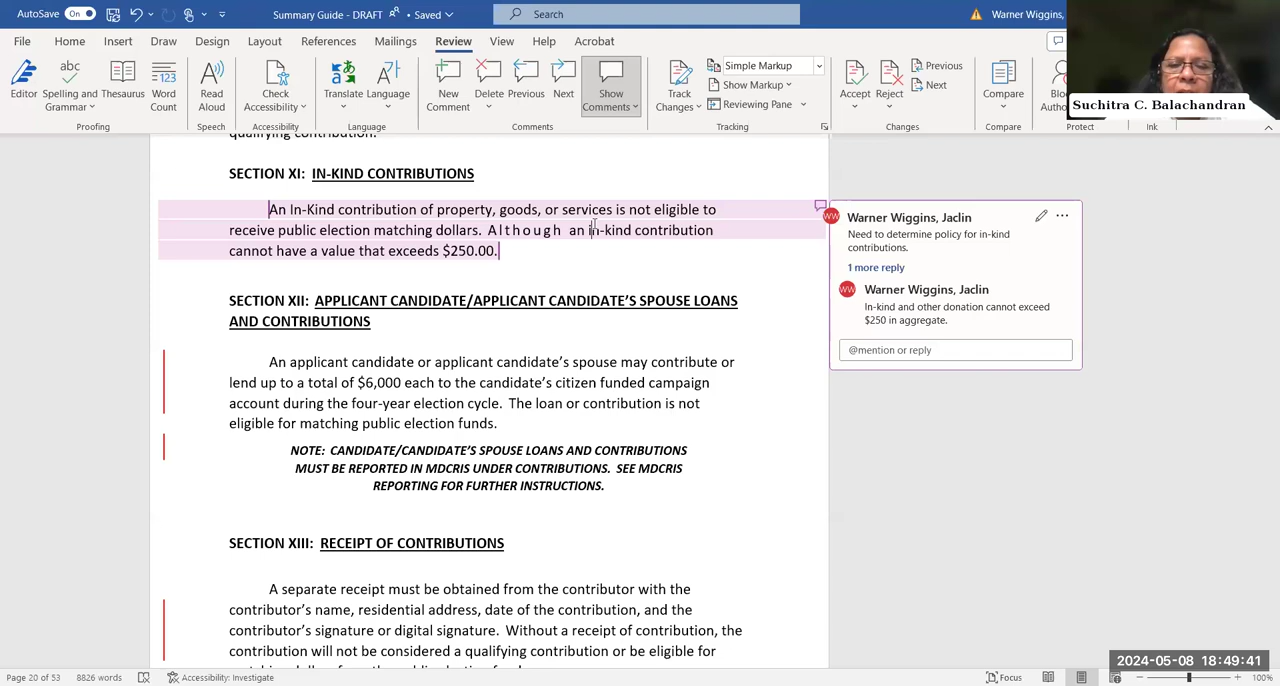 AutoSave On Summary Guide - DRAFT • Saved Search Warner Wiggins,
File Home Insert Draw Design Layout References Mailings Review View Help Acrobat
Editor
Spelling and Grammar
Thesaurus
Word Count
Proofing
Read Aloud
Speech
Check Accessibility
Accessibility
Translate
Language
Language
New Comment
Delete
Previous
Next
Show Comments
Comments
Track Changes
Simple Markup
Show Markup
Reviewing Pane
Tracking
Accept
Reject
Previous
Next
Changes
Compare
Compare
Protect
Ink
Suchitra C. Balachandran
qualifying contribution.
SECTION XI: IN-KIND CONTRIBUTIONS
An In-Kind contribution of property, goods, or services is not eligible to
receive public election matching dollars. Although an in-kind contribution
cannot have a value that exceeds $250.00.
SECTION XII: APPLICANT CANDIDATE/APPLICANT CANDIDATE'S SPOUSE LOANS
AND CONTRIBUTIONS
An applicant candidate or applicant candidate's spouse may contribute or
lend up to a total of $6,000 each to the candidate's citizen funded campaign
account during the four-year election cycle. The loan or contribution is not
eligible for matching public election funds.
NOTE: CANDIDATE/CANDIDATE'S SPOUSE LOANS AND CONTRIBUTIONS
MUST BE REPORTED IN MDCRIS UNDER CONTRIBUTIONS. SEE MDCRIS
REPORTING FOR FURTHER INSTRUCTIONS.
SECTION XIII: RECEIPT OF CONTRIBUTIONS
A separate receipt must be obtained from the contributor with the
contributor's name, residential address, date of the contribution, and the
contributor's signature or digital signature. Without a receipt of contribution, the
contribution will not be considered a qualifying contribution or be eligible for
WW Warner Wiggins, Jaclin
Need to determine policy for in-kind
contributions.
1 more reply
WW Warner Wiggins, Jaclin
In-kind and other donation cannot exceed
$250 in aggregate.
@mention or reply
2024-05-08 18:49:41
Page 20 of 53 8826 words Accessibility: Investigate Focus 100%